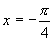 x = -π/4